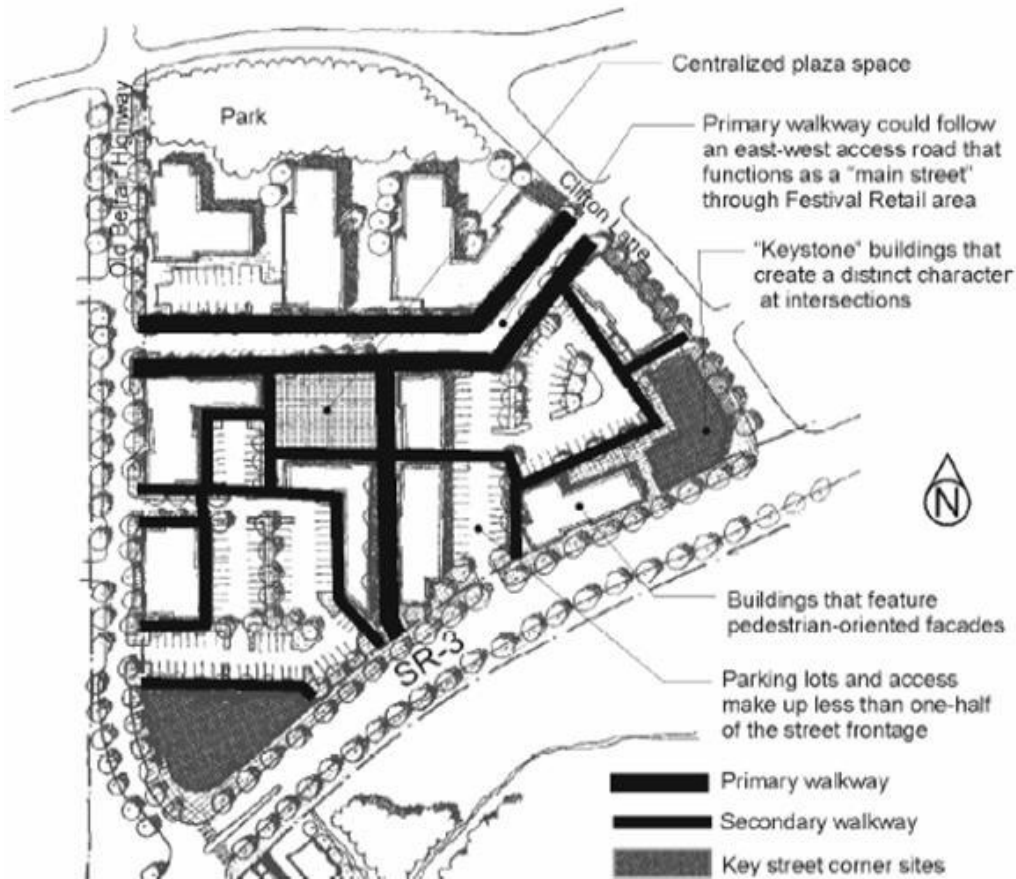 Centralized plaza space
Park
Primary walkway could follow
an east-west access road that
functions as a "main street"
through Festival Retail area
Old Belfair Highway
Clifton Lane
"Keystone" buildings that
create a distinct character
at intersections
N
Buildings that feature
pedestrian-oriented facades
SR-3
Parking lots and access
make up less than one-half
of the street frontage
Primary walkway
Secondary walkway
Key street corner sites